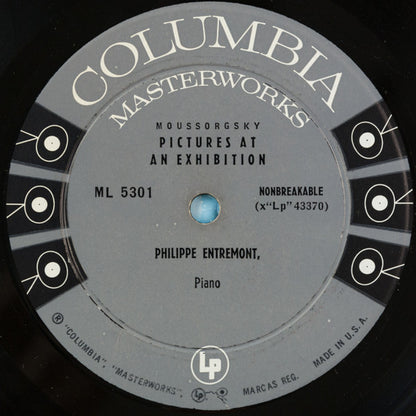 COLUMBIA
MASTERWORKS
MOUSSORGSKY
PICTURES AT
AN EXHIBITION
ML 5301
NONBREAKABLE
(x"Lp" 43370)
PHILIPPE ENTREMONT,
Piano
Lp
® "COLUMBIA", "MASTERWORKS", Lp MARCAS REG. MADE IN U.S.A.